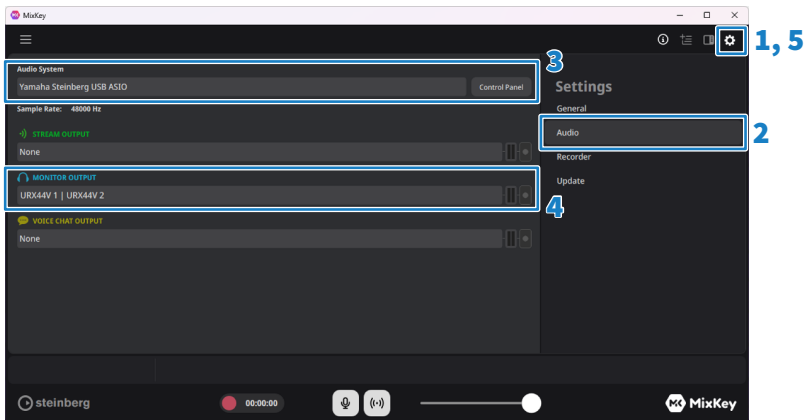 MixKey
1, 5
Audio System
3
Yamaha Steinberg USB ASIO
Control Panel
Settings
Sample Rate: 48000 Hz
General
STREAM OUTPUT
Audio
2
None
Recorder
MONITOR OUTPUT
Update
URX44V 1 | URX44V 2
4
VOICE CHAT OUTPUT
None
steinberg
00:00:00
MixKey